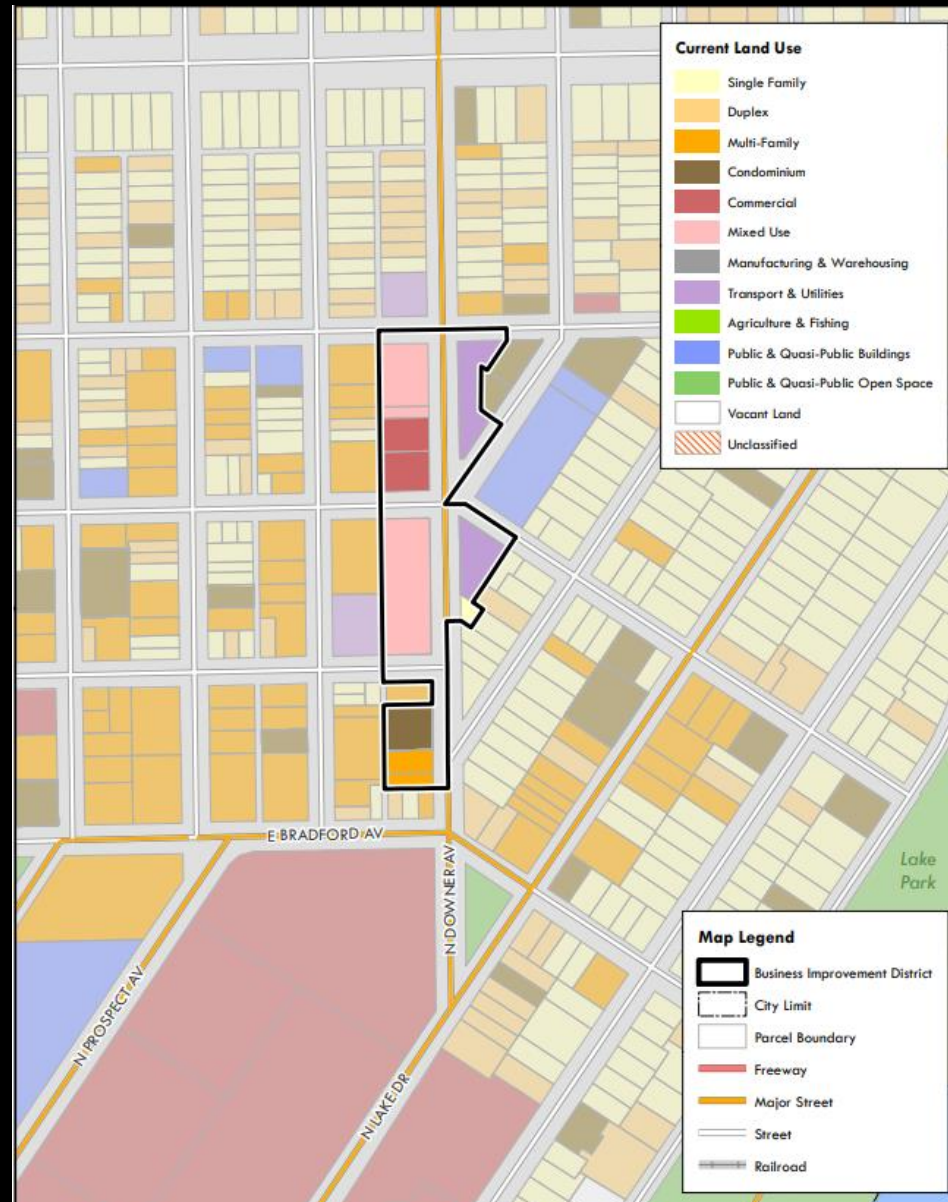 Current Land Use
Single Family
Duplex
Multi-Family
Condominium
Commercial
Mixed Use
Manufacturing & Warehousing
Transport & Utilities
Agriculture & Fishing
Public & Quasi-Public Buildings
Public & Quasi-Public Open Space
Vacant Land
Unclassified
E BRADFORD AV
N DOWNER AV
Lake
Park
N PROSPECT AV
N LAKE DR
Map Legend
Business Improvement District
City Limit
Parcel Boundary
Freeway
Major Street
Street
Railroad